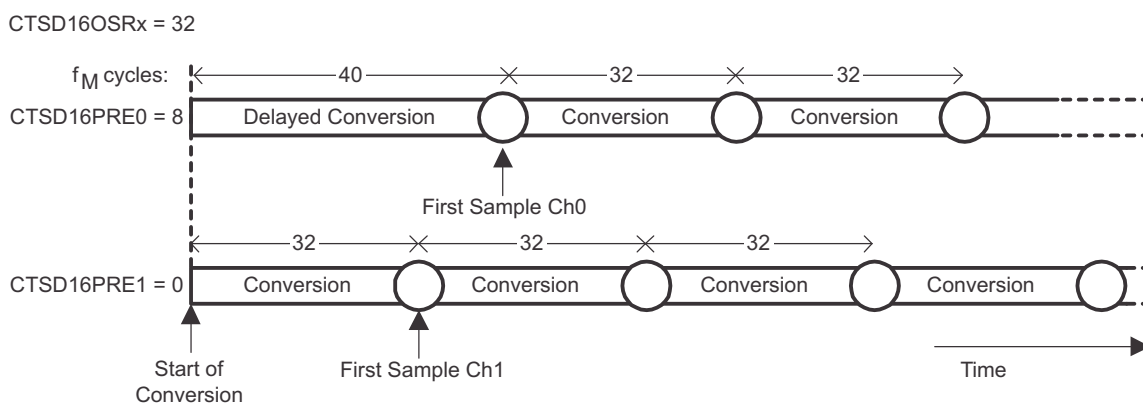 CTSD16OSRx = 32
fM cycles: 40 32 32
CTSD16PRE0 = 8 Delayed Conversion Conversion Conversion
First Sample Ch0
32 32 32
CTSD16PRE1 = 0 Conversion Conversion Conversion Conversion
Start of Conversion
First Sample Ch1
Time